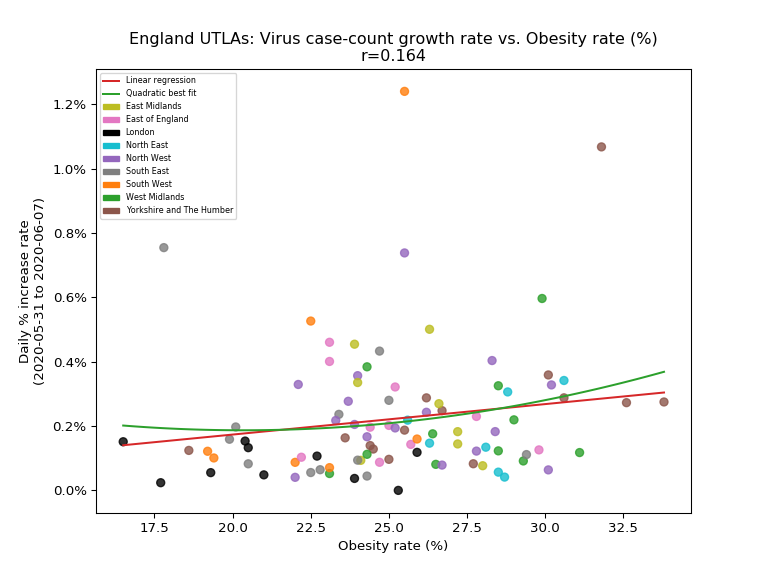 England UTLAs: Virus case-count growth rate vs. Obesity rate (%)
r=0.164
Linear regression
Quadratic best fit
East Midlands
East of England
London
North East
North West
South East
South West
West Midlands
Yorkshire and The Humber
1.2%
1.0%
0.8%
0.6%
0.4%
0.2%
0.0%
Daily % increase rate
(2020-05-31 to 2020-06-07)
17.5 20.0 22.5 25.0 27.5 30.0 32.5
Obesity rate (%)